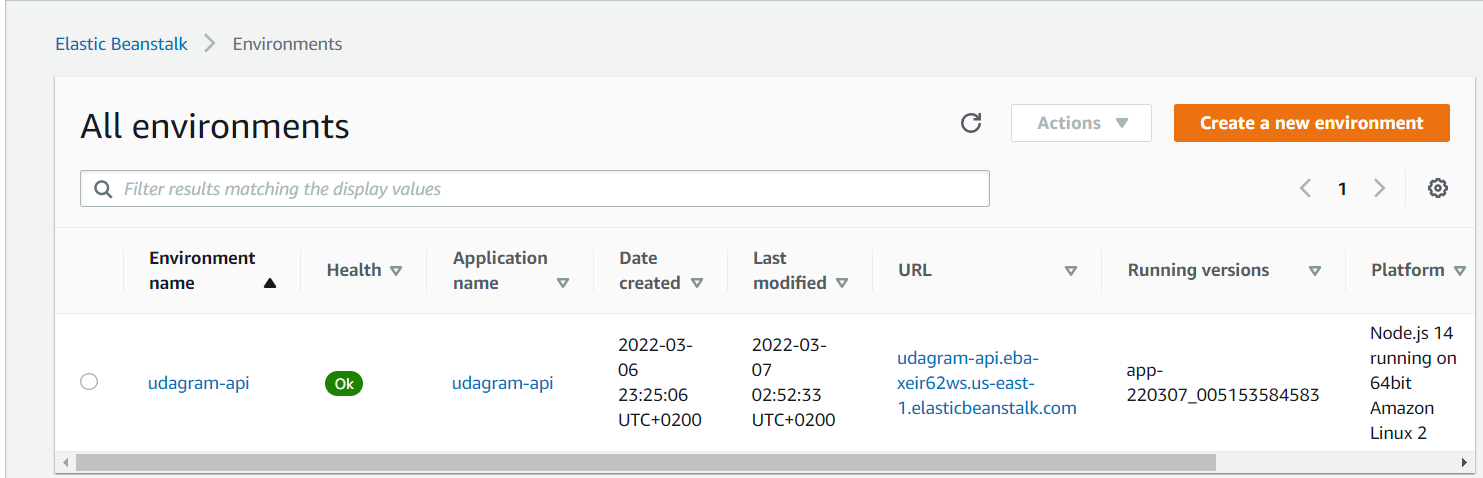 Elastic Beanstalk > Environments
All environments
Actions
Create a new environment
Filter results matching the display values
1
Environment name
Health
Application name
Date created
Last modified
URL
Running versions
Platform
udagram-api
Ok
udagram-api
2022-03-
06
23:25:06
UTC+0200
2022-03-
07
02:52:33
UTC+0200
udagram-api.eba-
xeir62ws.us-east-
1.elasticbeanstalk.com
app-
220307_005153584583
Node.js 14
running on
64bit
Amazon
Linux 2